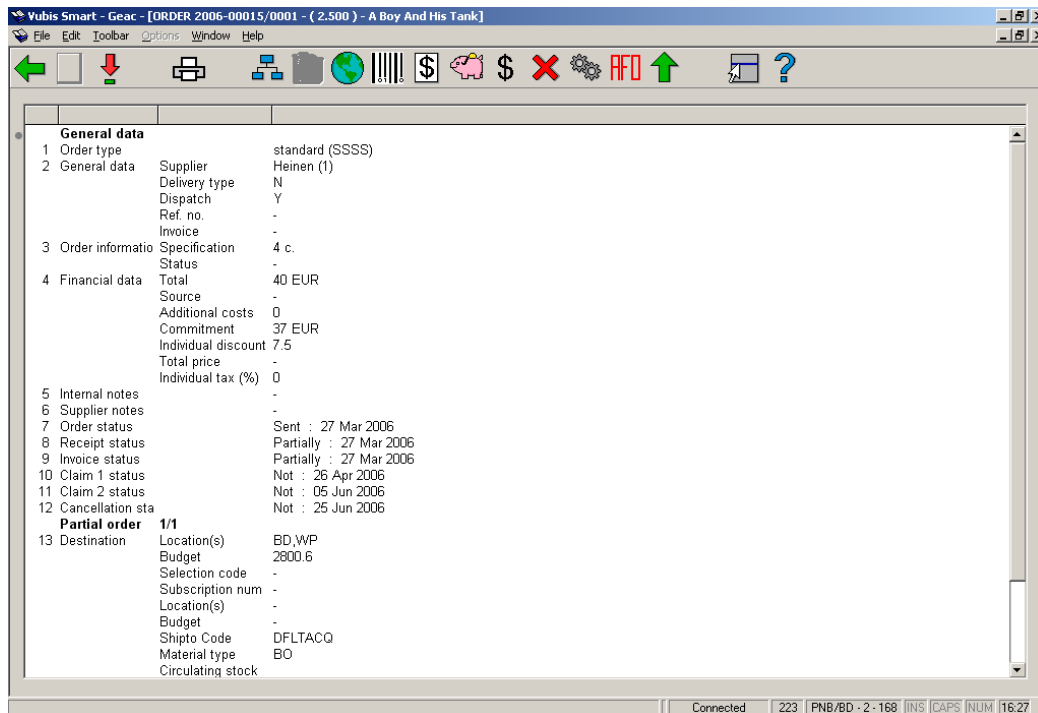 Vubis Smart - Geac - [ORDER 2006-00015/0001 - ( 2.500 ) - A Boy And His Tank]
File Edit Toolbar Options Window Help
$ $ AFO ?
General data
1 Order type standard (SSSS)
2 General data Supplier Heinen (1)
Delivery type N
Dispatch Y
Ref. no. -
Invoice -
3 Order informatio Specification 4 c.
Status -
4 Financial data Total 40 EUR
Source -
Additional costs 0
Commitment 37 EUR
Individual discount 7.5
Total price -
Individual tax (%) 0
5 Internal notes -
6 Supplier notes -
7 Order status Sent : 27 Mar 2006
8 Receipt status Partially : 27 Mar 2006
9 Invoice status Partially : 27 Mar 2006
10 Claim 1 status Not : 26 Apr 2006
11 Claim 2 status Not : 05 Jun 2006
12 Cancellation sta Not : 25 Jun 2006
Partial order 1/1
13 Destination Location(s) BD,WP
Budget 2800.6
Selection code -
Subscription num -
Location(s) -
Budget -
Shipto Code DFLTACQ
Material type BO
Circulating stock
Connected 223 PNB/BD - 2 - 168 INS CAPS NUM 16:27